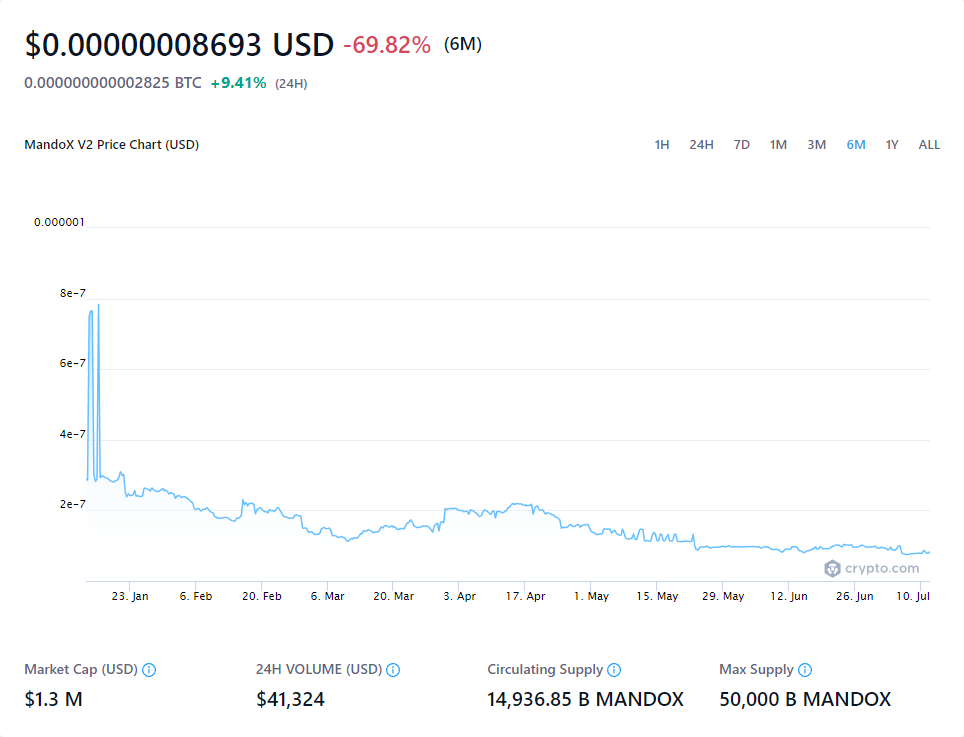 $0.00000008693 USD -69.82% (6M)
0.000000000002825 BTC +9.41% (24H)
MandoX V2 Price Chart (USD) 1H 24H 7D 1M 3M 6M 1Y ALL
0.000001
8e-7
6e-7
4e-7
2e-7
crypto.com
23. Jan 6. Feb 20. Feb 6. Mar 20. Mar 3. Apr 17. Apr 1. May 15. May 29. May 12. Jun 26. Jun 10. Jul
Market Cap (USD) 24H VOLUME (USD) Circulating Supply Max Supply
$1.3 M $41,324 14,936.85 B MANDOX 50,000 B MANDOX